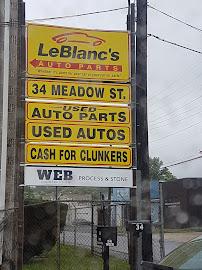 LeBlanc's
AUTO PARTS
34 MEADOW ST.
USED
AUTO PARTS
USED AUTOS
CASH FOR CLUNKERS
WEB PROCESS & STONE
34